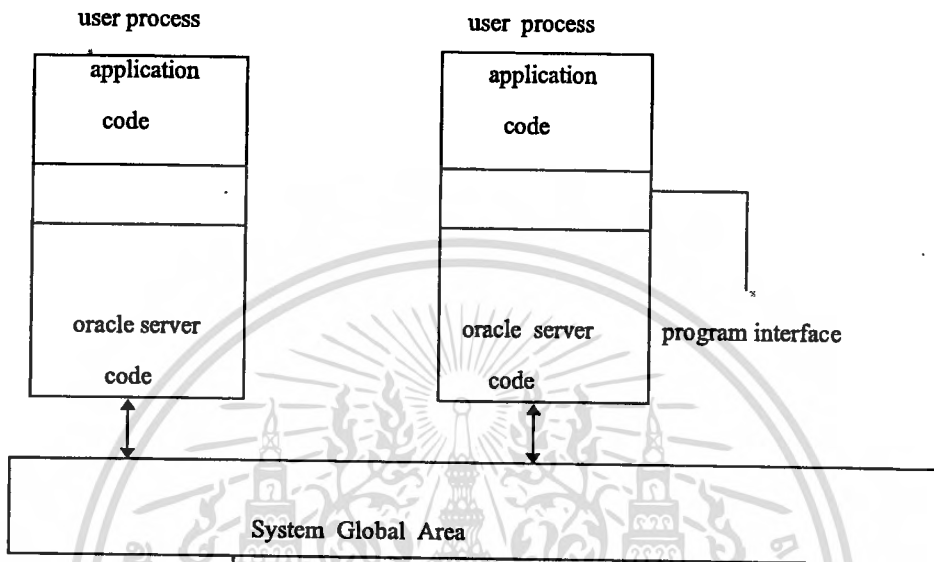 user process
user process
application
code
application
code
oracle server
code
oracle server
code
program interface
System Global Area